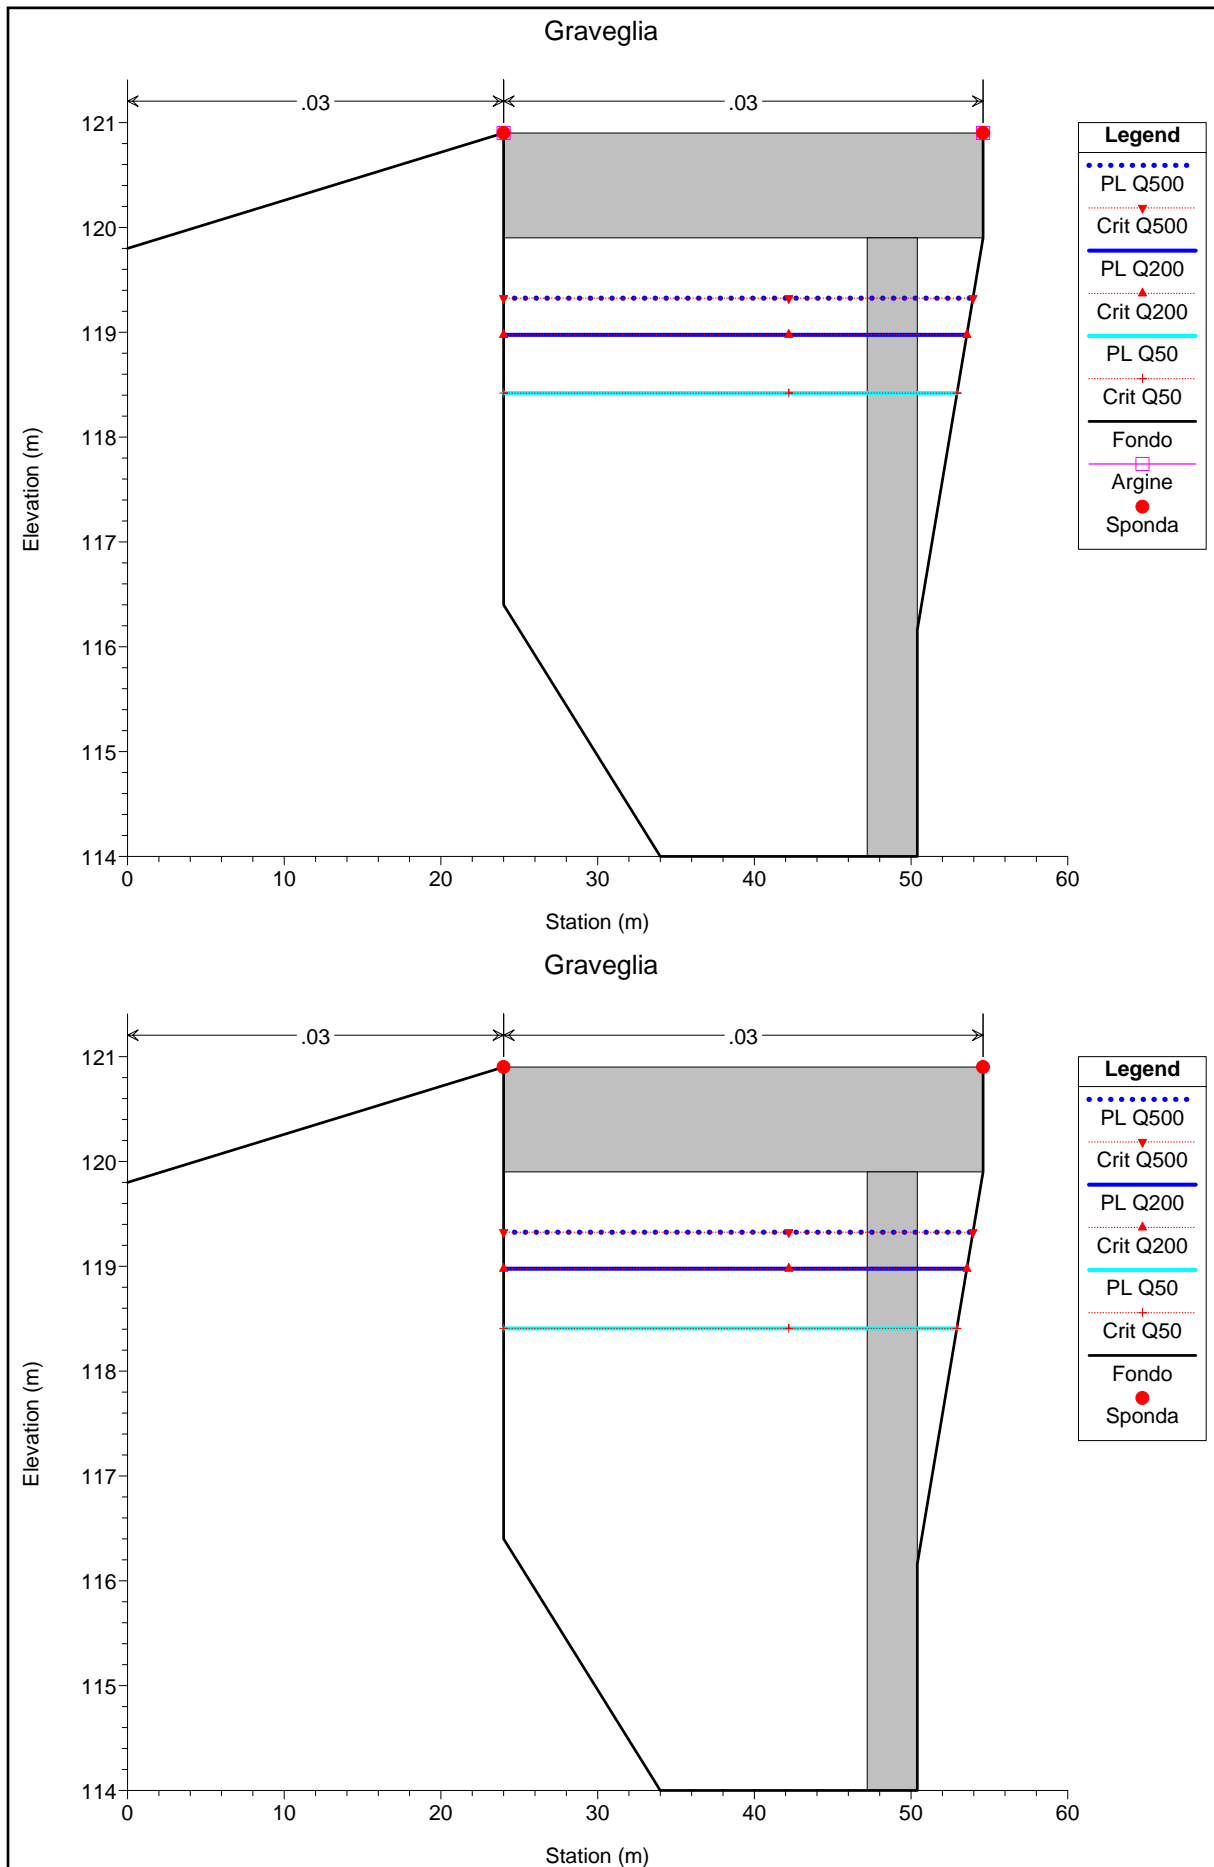 Graveglia
.03
.03
121
120
119
118
117
116
115
114
Elevation (m)
0
10
20
30
40
50
60
Station (m)
Legend
PL Q500
Crit Q500
PL Q200
Crit Q200
PL Q50
Crit Q50
Fondo
Argine
Sponda
Graveglia
.03
.03
121
120
119
118
117
116
115
114
Elevation (m)
0
10
20
30
40
50
60
Station (m)
Legend
PL Q500
Crit Q500
PL Q200
Crit Q200
PL Q50
Crit Q50
Fondo
Sponda